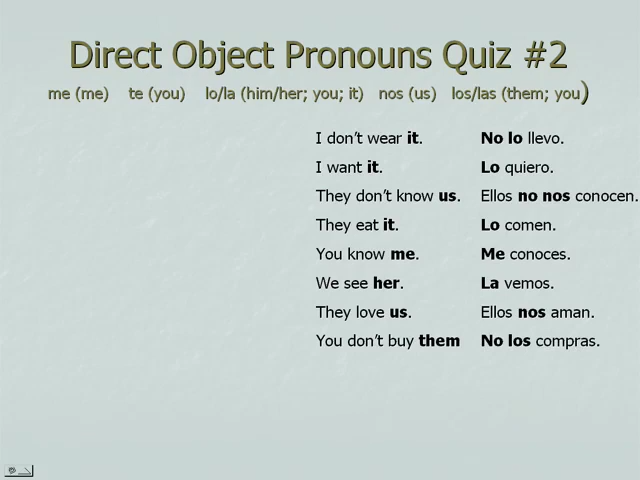 Direct Object Pronouns Quiz #2
me (me) te (you) lo/la (him/her; you; it) nos (us) los/las (them; you)
I don't wear it. No lo llevo.
I want it. Lo quiero.
They don't know us. Ellos no nos conocen.
They eat it. Lo comen.
You know me. Me conoces.
We see her. La vemos.
They love us. Ellos nos aman.
You don't buy them No los compras.